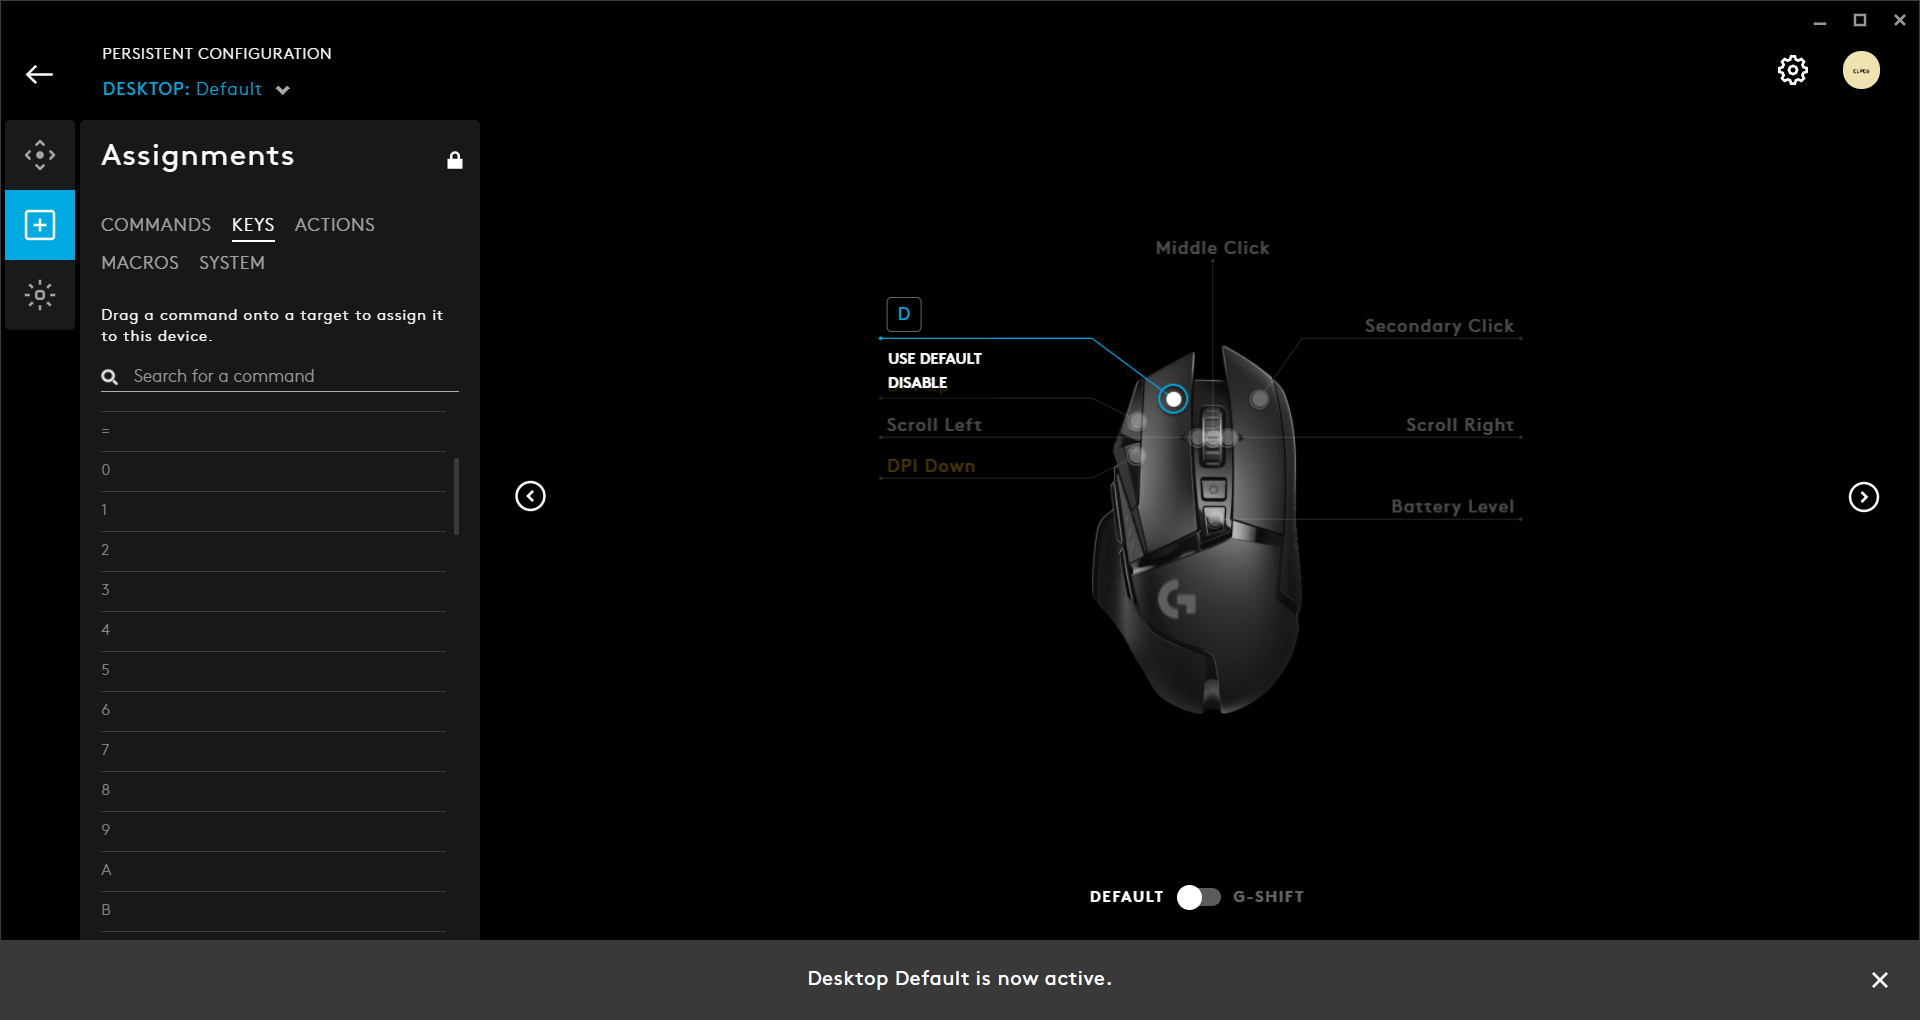 PERSISTENT CONFIGURATION
DESKTOP: Default
Assignments
COMMANDS KEYS ACTIONS
MACROS SYSTEM
Drag a command onto a target to assign it
to this device.
Search for a command
=
0
1
2
3
4
5
6
7
8
9
A
B
Middle Click
D
USE DEFAULT
DISABLE
Scroll Left
DPI Down
Secondary Click
Scroll Right
Battery Level
G
DEFAULT G-SHIFT
Desktop Default is now active.